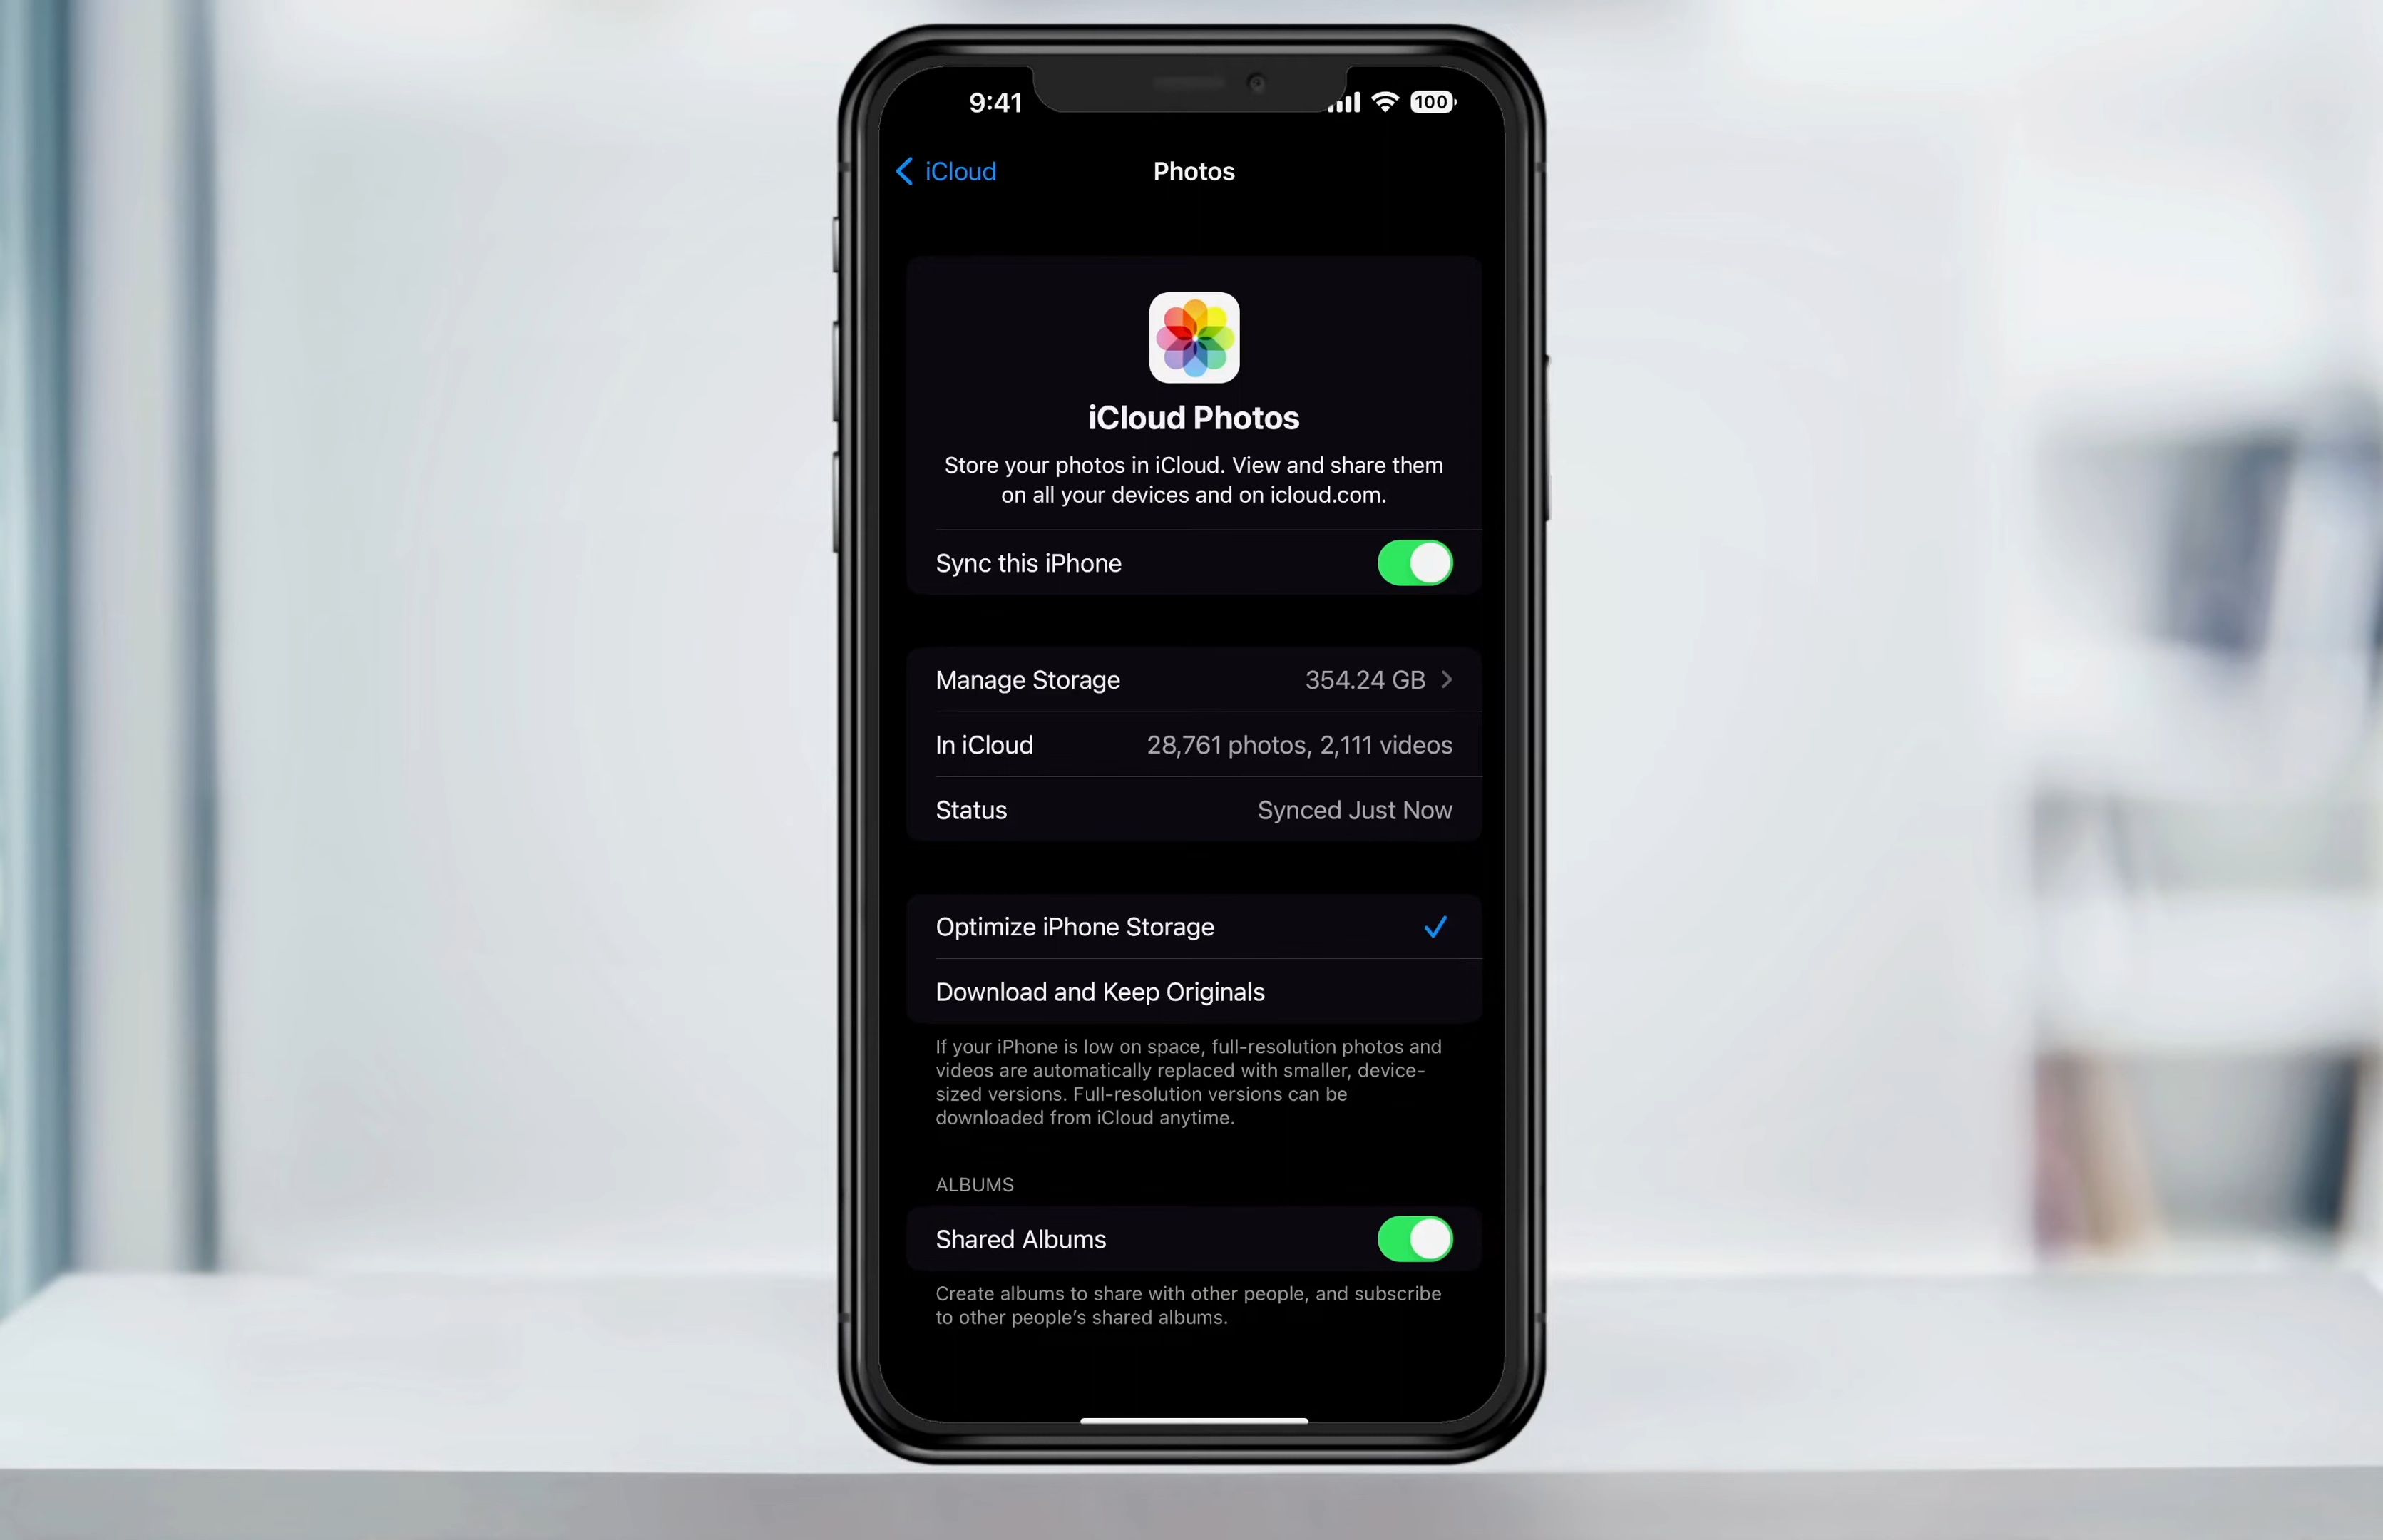 9:41
100
iCloud
Photos
iCloud Photos
Store your photos in iCloud. View and share them
on all your devices and on icloud.com.
Sync this iPhone
Manage Storage 354.24 GB
In iCloud 28,761 photos, 2,111 videos
Status Synced Just Now
Optimize iPhone Storage
Download and Keep Originals
If your iPhone is low on space, full-resolution photos and
videos are automatically replaced with smaller, device-
sized versions. Full-resolution versions can be
downloaded from iCloud anytime.
ALBUMS
Shared Albums
Create albums to share with other people, and subscribe
to other people’s shared albums.